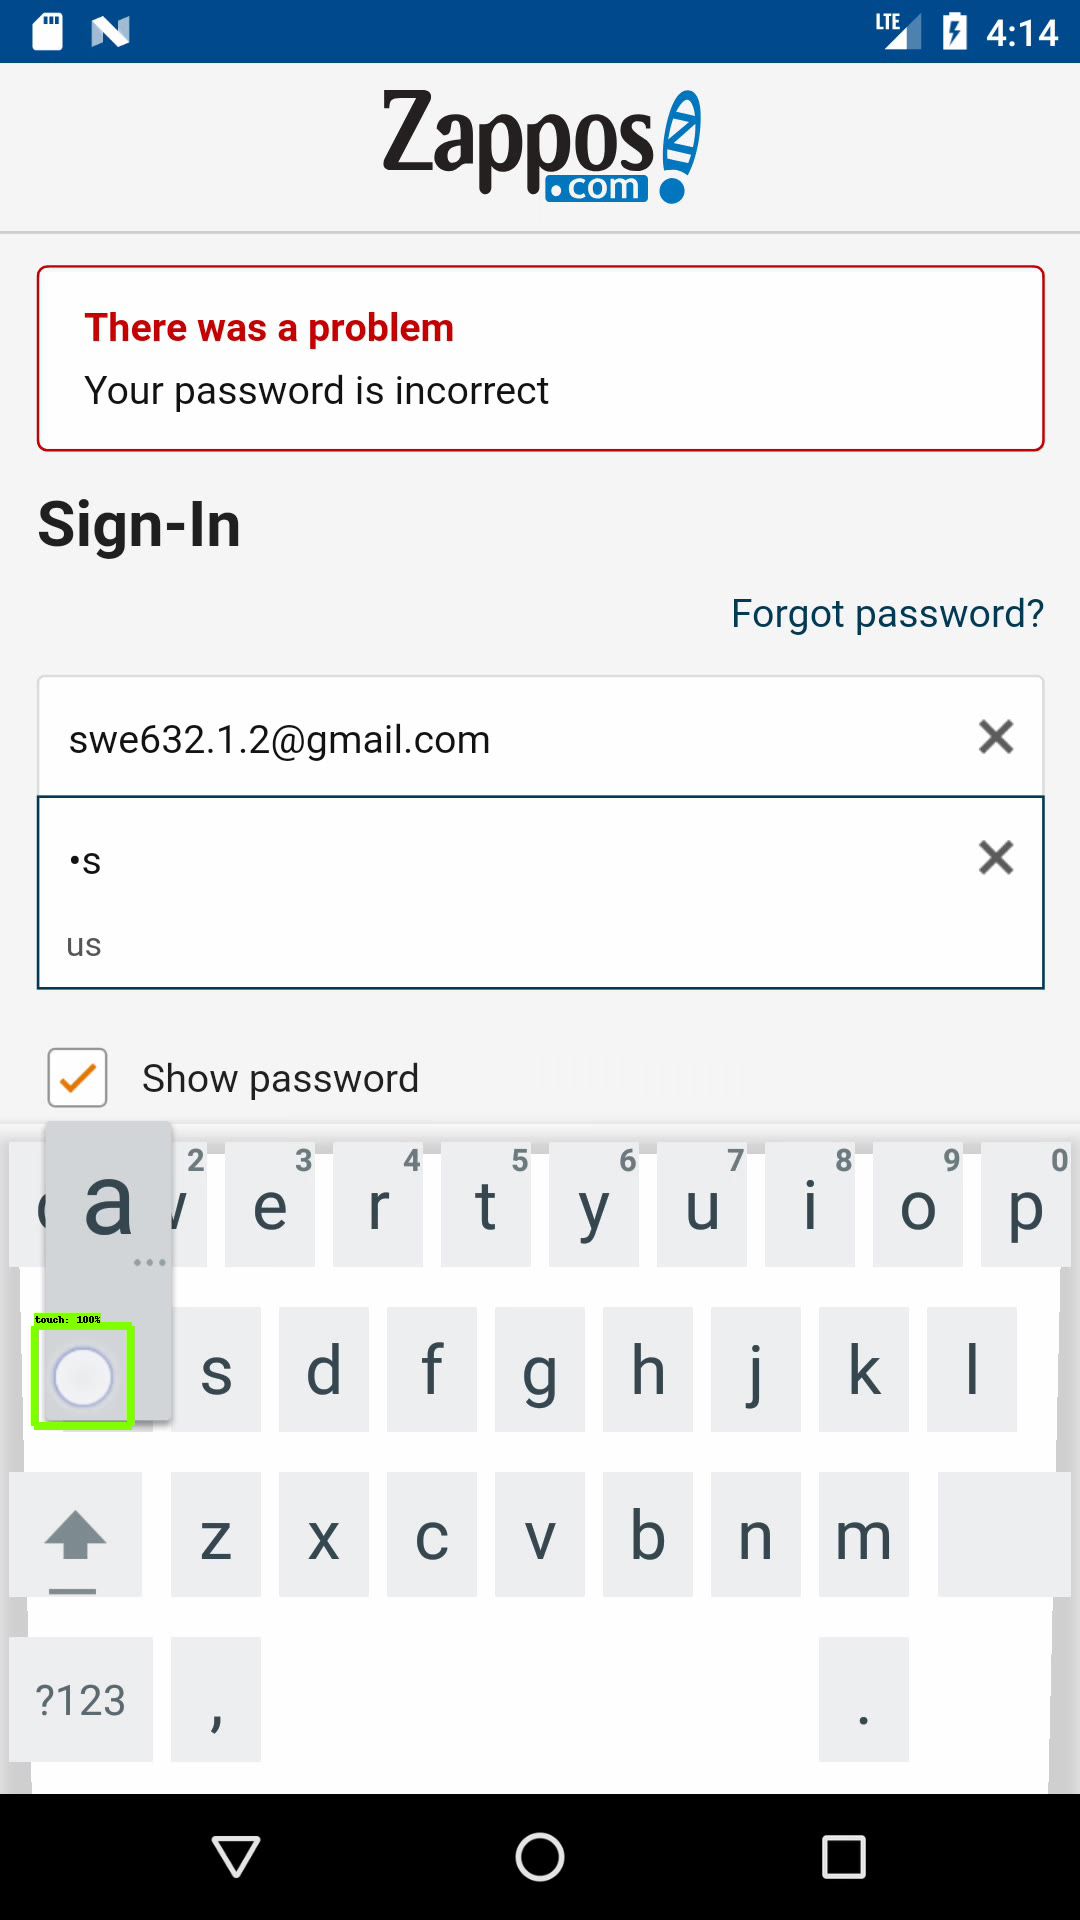 LTE 4:14
Zappos
.com
There was a problem
Your password is incorrect
Sign-In
Forgot password?
swe632.1.2@gmail.com
•s
us
Show password
2 3 4 5 6 7 8 9 0
a e r t y u i o p
touch: 100%
s d f g h j k l
z x c v b n m
?123 , .